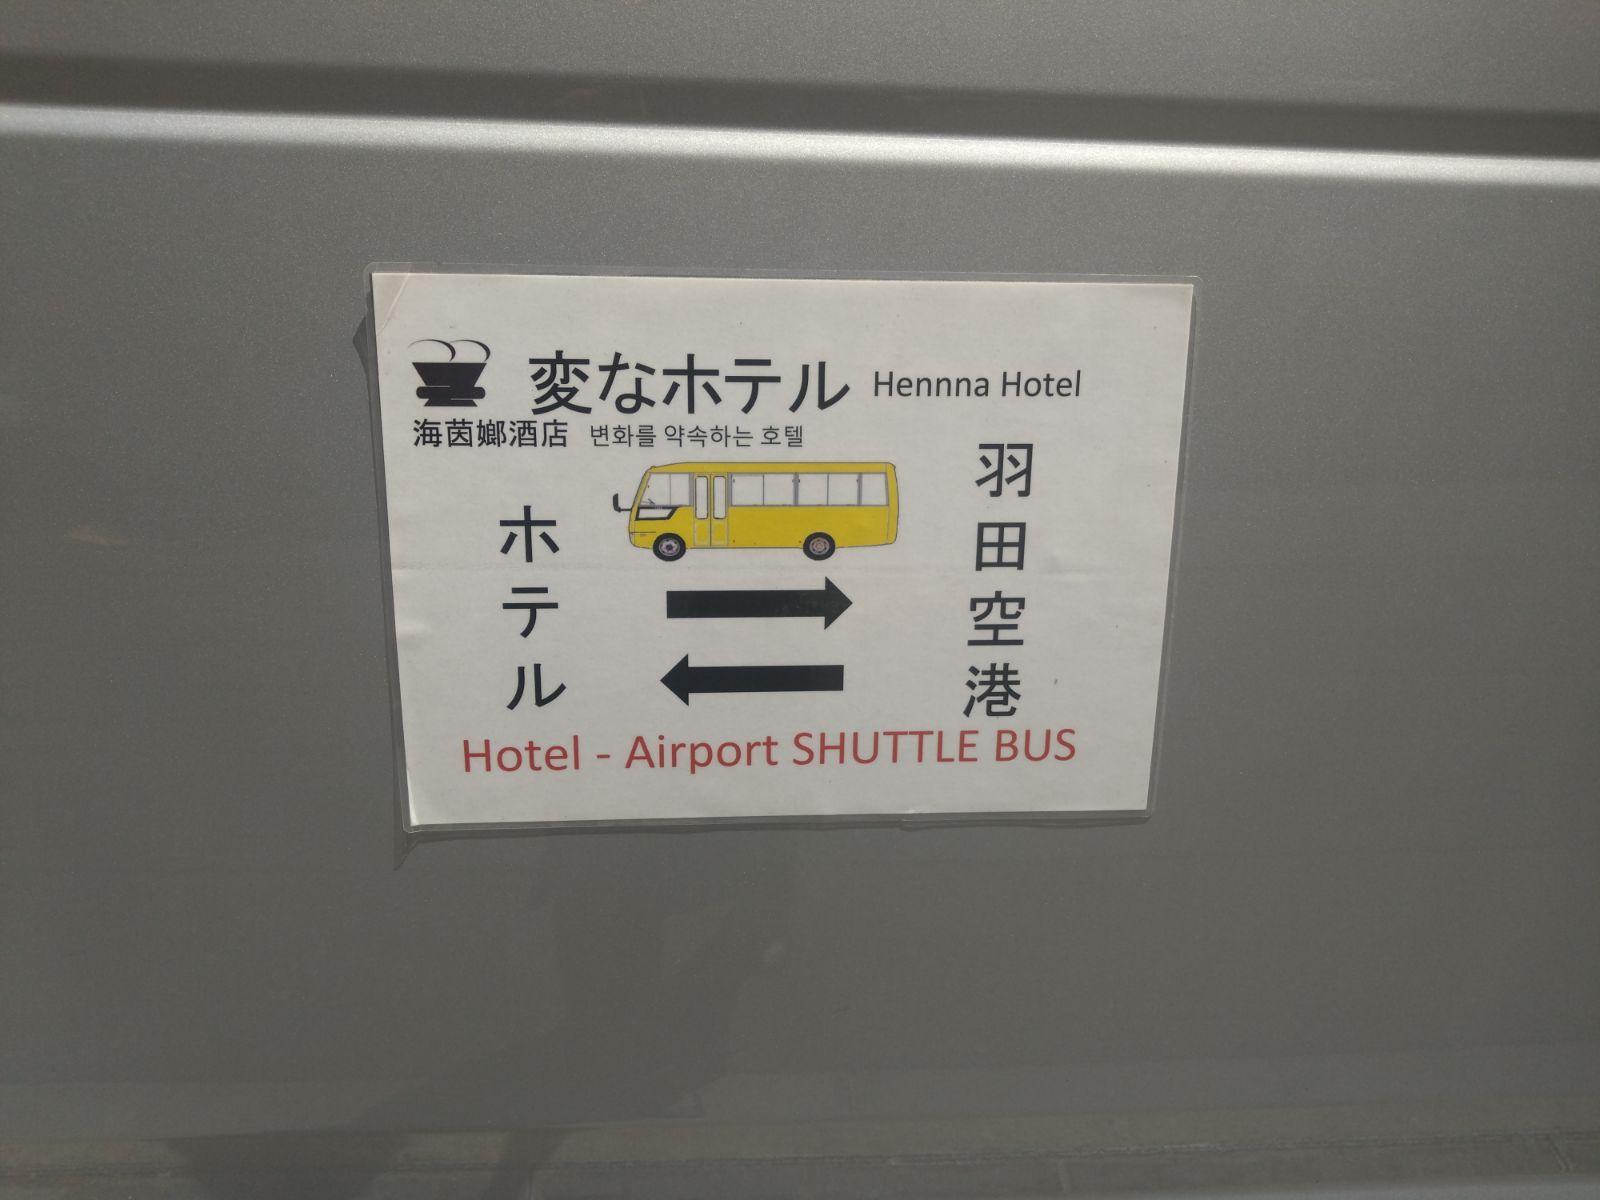 変なホテル Hennna Hotel
海茵娜酒店 변화를 약속하는 호텔
ホテル
羽田空港
Hotel - Airport SHUTTLE BUS